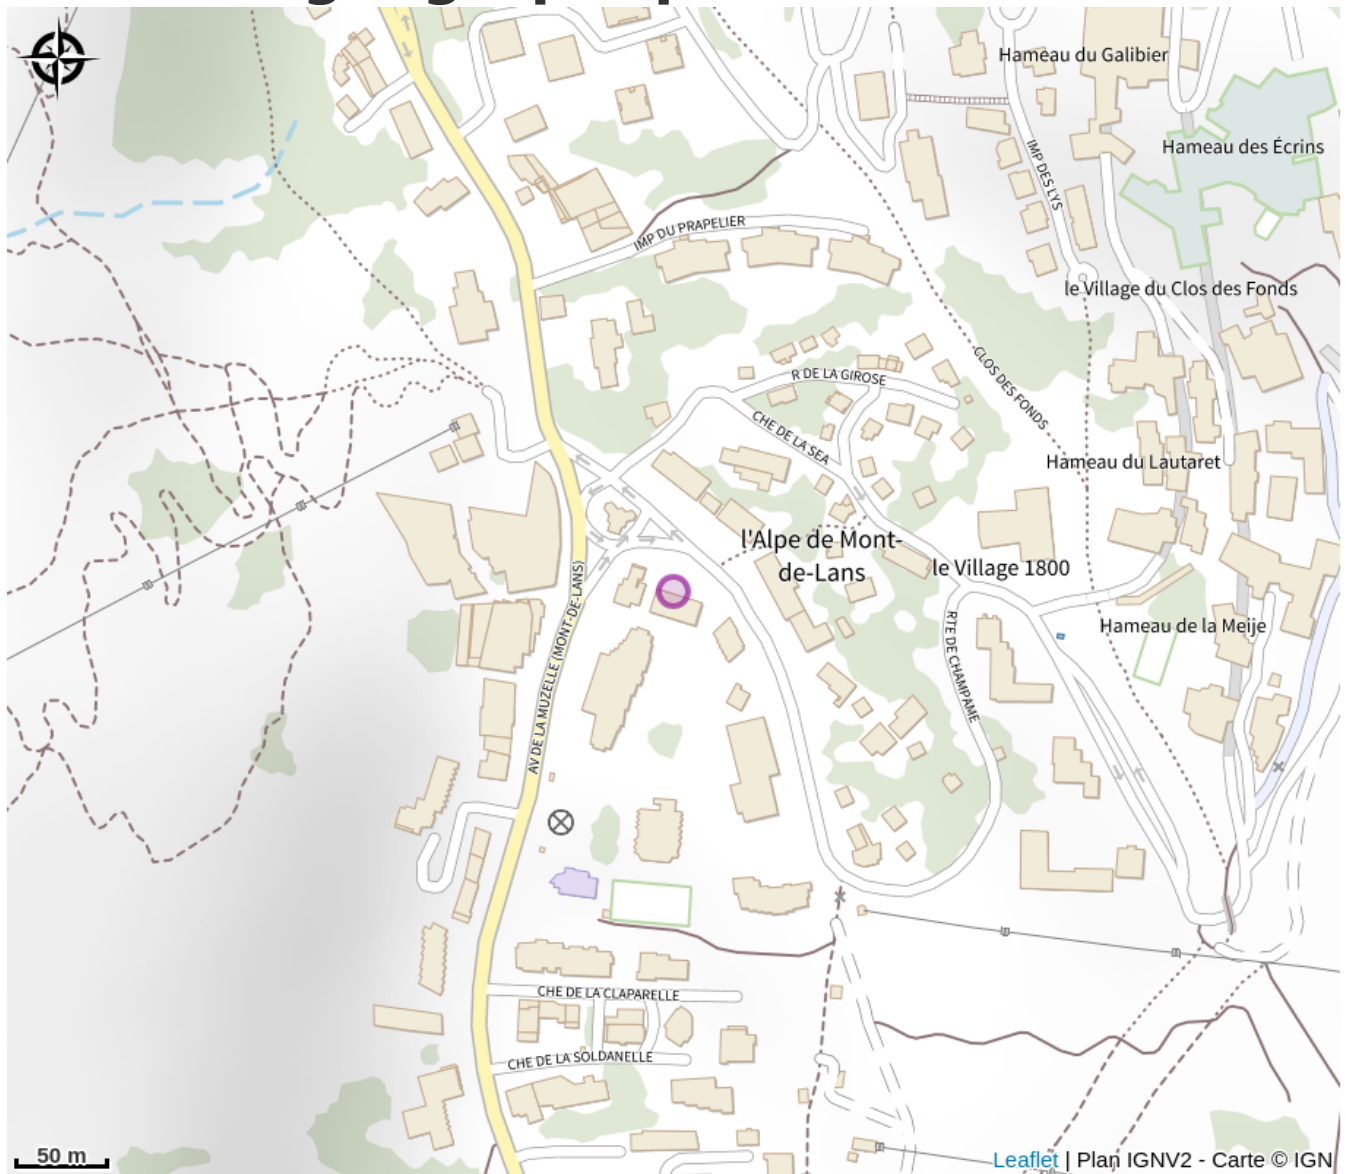 Hameau du Galibier
Hameau des Écrins
IMP DES LYS
IMP DU PRAPELIER
le Village du Clos des Fonds
CLOS DES FONDS
R DE LA GIROSE
CHE DE LA SEA
Hameau du Lautaret
l'Alpe de Mont-
de-Lans
le Village 1800
AV DE LA MUZELLE (MONT-DE-LANS)
RTE DE CHAMPAME
Hameau de la Meije
CHE DE LA CLAPARELLE
CHE DE LA SOLDANELLE
50 m
Leaflet | Plan IGNV2 - Carte © IGN